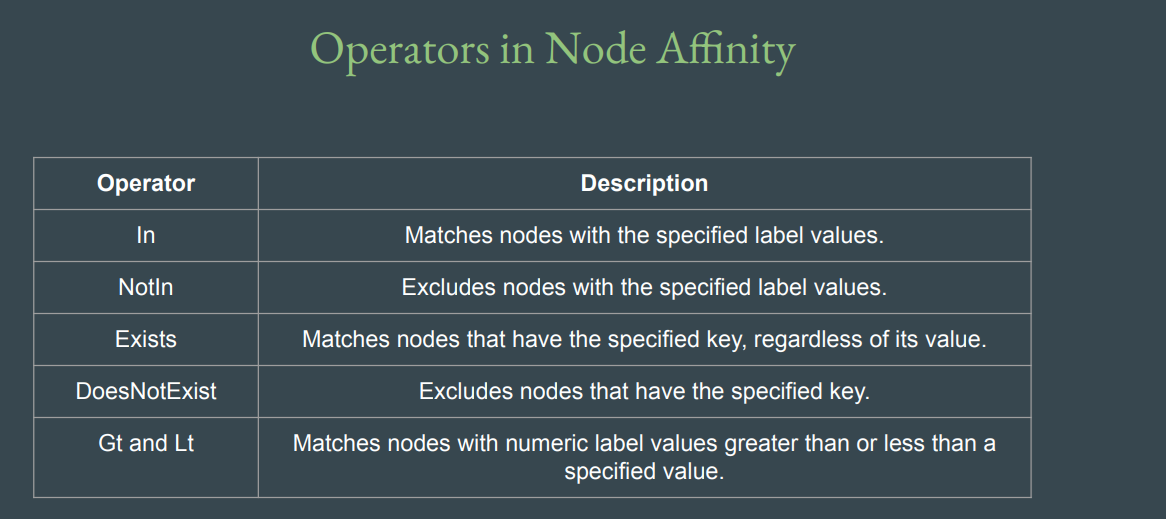 Operators in Node Affinity
Operator
Description
In
Matches nodes with the specified label values.
NotIn
Excludes nodes with the specified label values.
Exists
Matches nodes that have the specified key, regardless of its value.
DoesNotExist
Excludes nodes that have the specified key.
Gt and Lt
Matches nodes with numeric label values greater than or less than a
specified value.